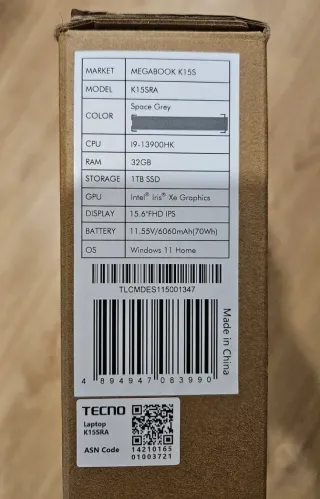 MARKET MEGABOOK K15S
MODEL K15SRA
COLOR Space Grey
CPU I9-13900HK
RAM 32GB
STORAGE 1TB SSD
GPU Intel® Iris® Xe Graphics
DISPLAY 15.6"FHD IPS
BATTERY 11.55V/6060mAh(70Wh)
OS Windows 11 Home
TLCMDES115001347
Made in China
4 894947 083990
TECNO
Laptop
K15SRA
ASN Code
14210165
01003721